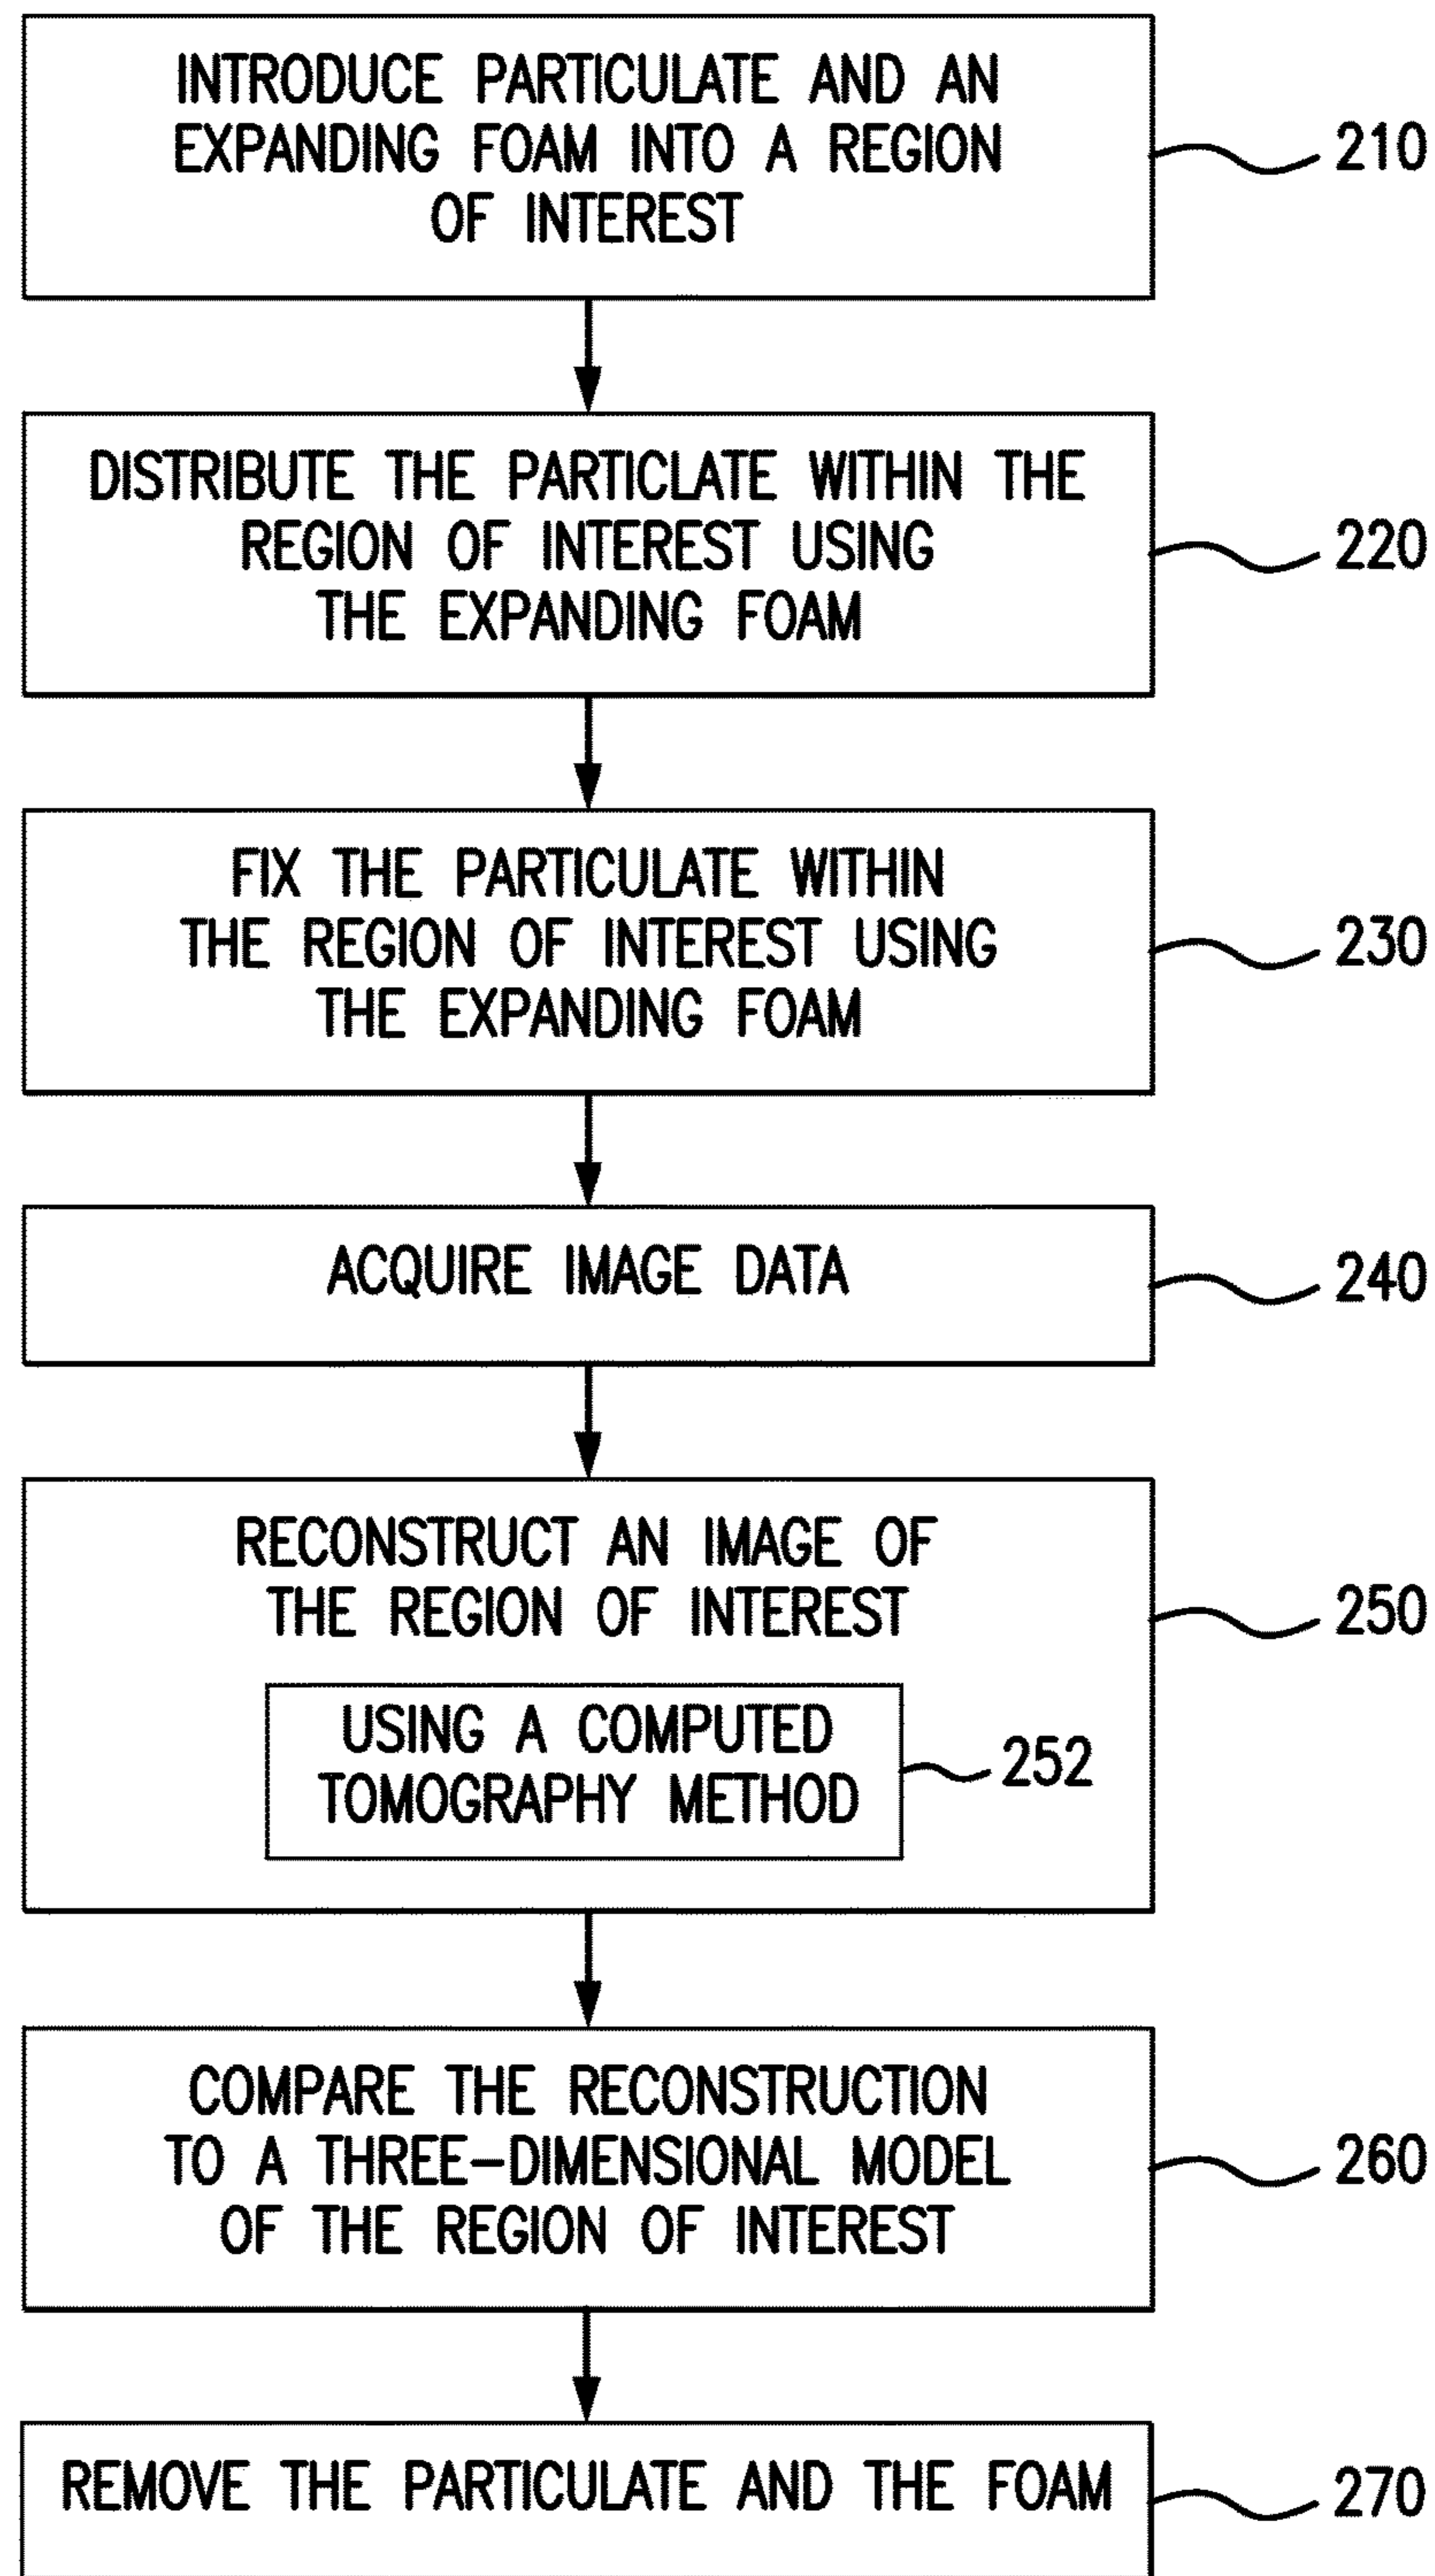 INTRODUCE PARTICULATE AND AN
EXPANDING FOAM INTO A REGION
OF INTEREST
210
DISTRIBUTE THE PARTICLATE WITHIN THE
REGION OF INTEREST USING
THE EXPANDING FOAM
220
FIX THE PARTICULATE WITHIN
THE REGION OF INTEREST USING
THE EXPANDING FOAM
230
ACQUIRE IMAGE DATA
240
RECONSTRUCT AN IMAGE OF
THE REGION OF INTEREST
250
USING A COMPUTED
TOMOGRAPHY METHOD
252
COMPARE THE RECONSTRUCTION
TO A THREE-DIMENSIONAL MODEL
OF THE REGION OF INTEREST
260
REMOVE THE PARTICULATE AND THE FOAM
270